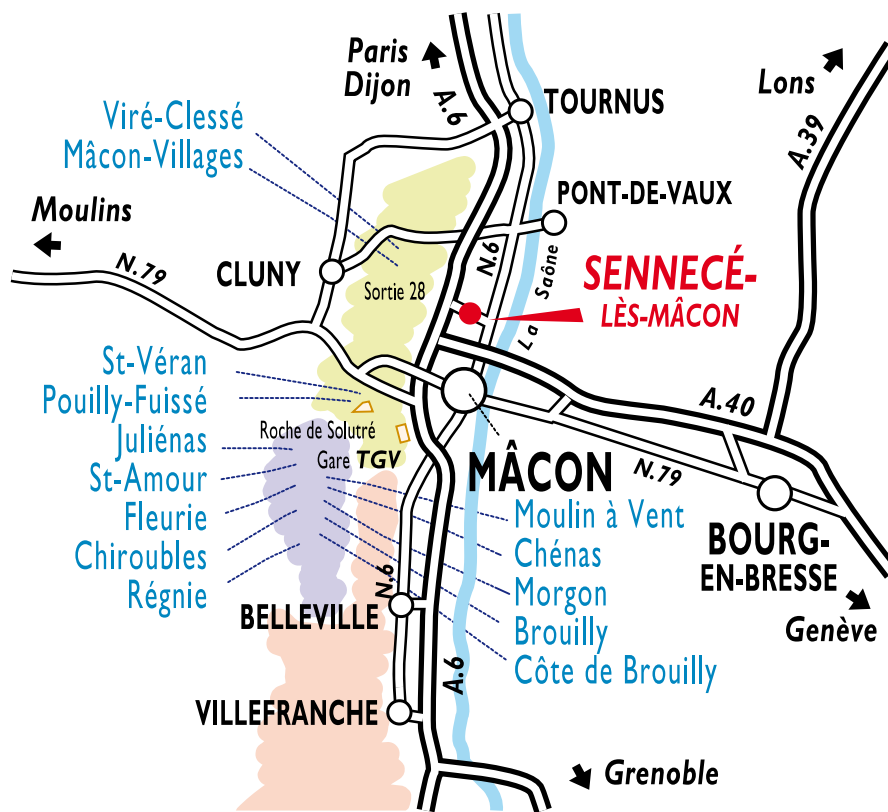 Paris
Dijon
A.6
Lons
A.39
TOURNUS
Viré-Clessé
Mâcon-Villages
PONT-DE-VAUX
Moulins
N.79
CLUNY
N.6
La Saône
Sortie 28
SENNECÉ-
LÈS-MÂCON
St-Véran
Pouilly-Fuissé
Juliénas
St-Amour
Fleurie
Chiroubles
Régnie
Roche de Solutré
Gare TGV
A.40
MÂCON
N.79
Moulin à Vent
Chénas
Morgon
Brouilly
Côte de Brouilly
BOURG-
EN-BRESSE
Genève
N.6
BELLEVILLE
A.6
VILLEFRANCHE
Grenoble